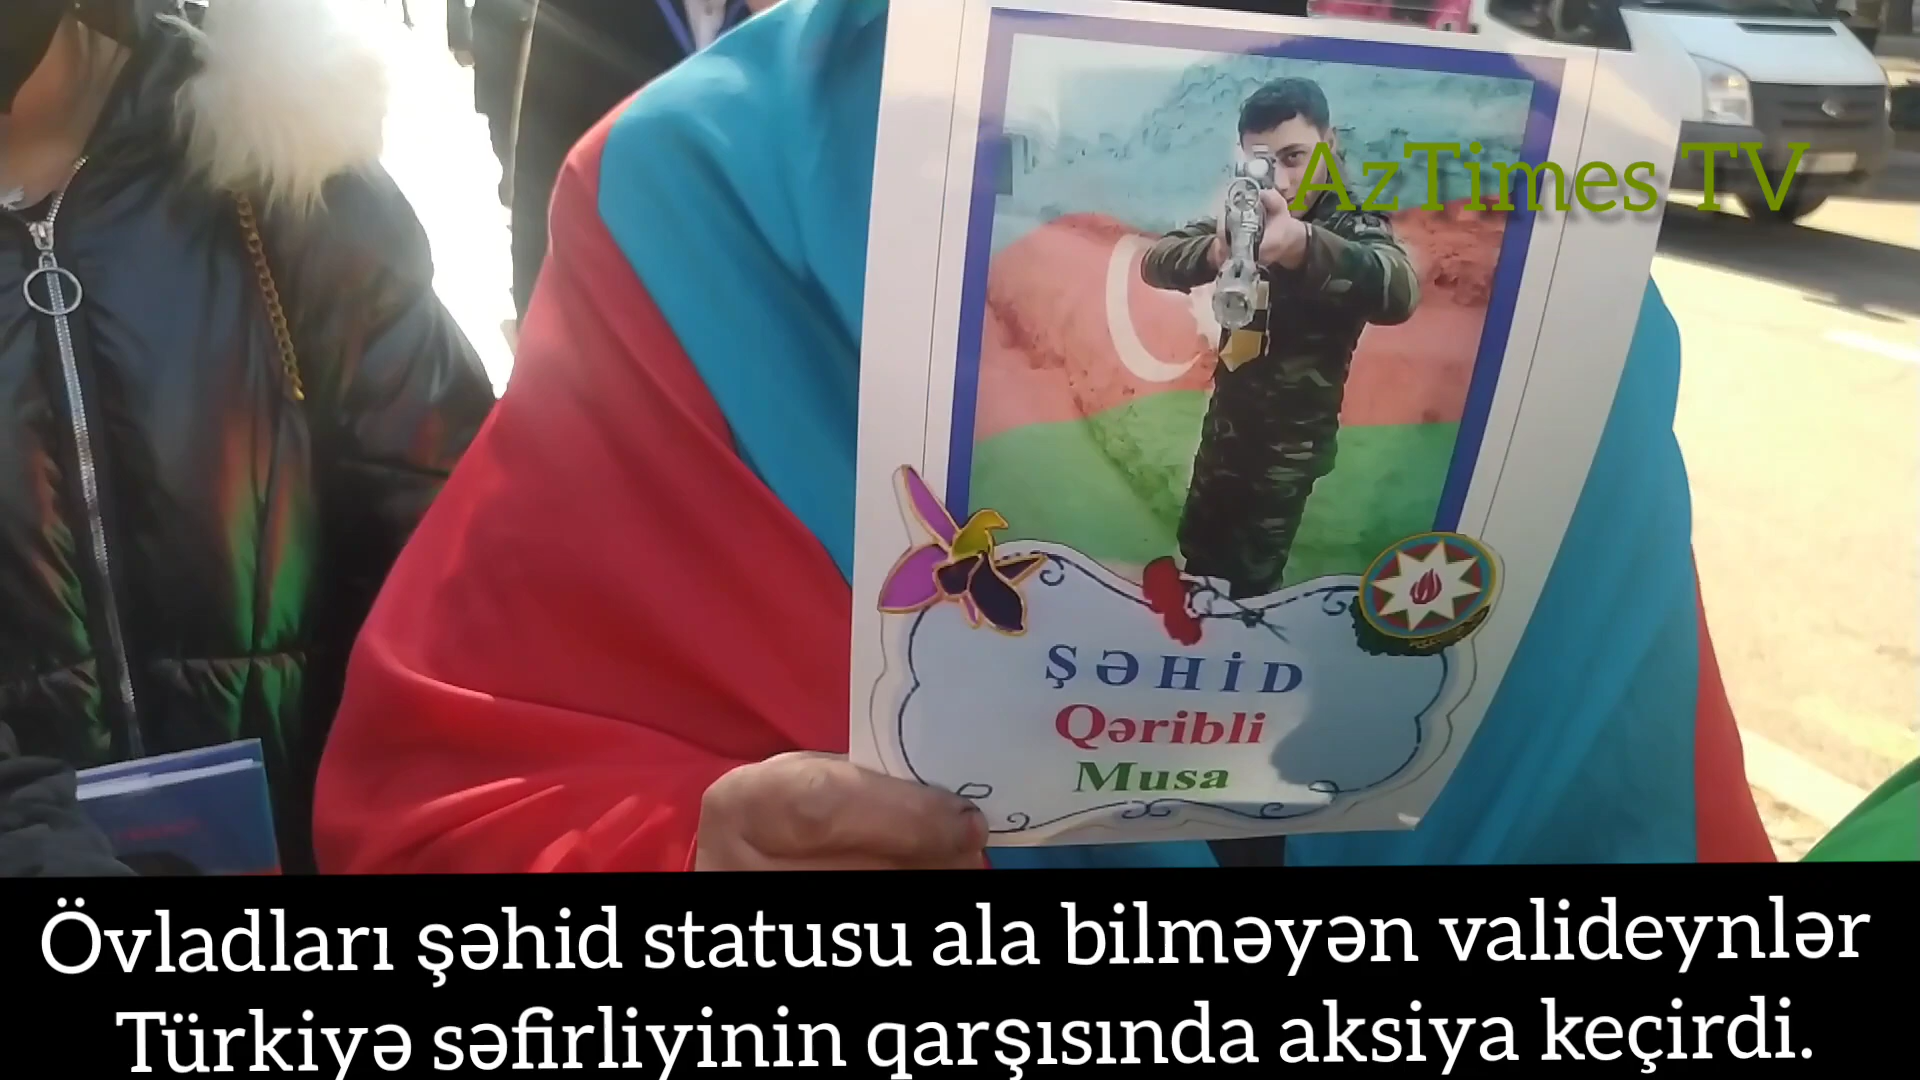 AzTimes TV
ŞƏHİD
Qəribli
Musa
Övladları şəhid statusu ala bilməyən valideynlər
Türkiyə səfirliyinin qarşısında aksiya keçirdi.